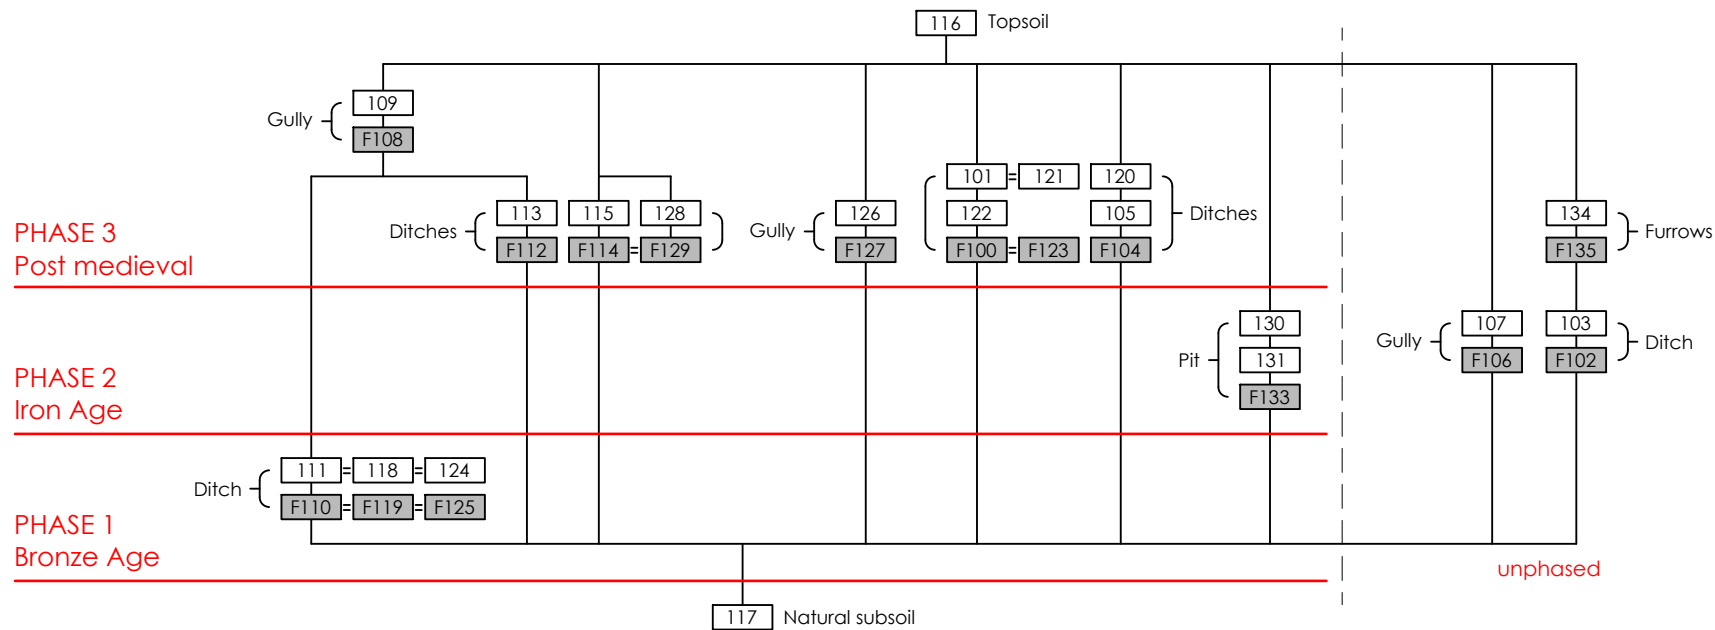 116 Topsoil
109
Gully
F108
101 = 121 120
113 115 128 126 122 105 134
Ditches Gully Ditches Furrows
F112 F114 = F129 F127 F100 = F123 F104 F135
PHASE 3
Post medieval
130 107 103
Gully Ditch
Pit 131 F106 F102
F133
PHASE 2
Iron Age
111 = 118 = 124
Ditch
F110 = F119 = F125
PHASE 1
Bronze Age
unphased
117 Natural subsoil